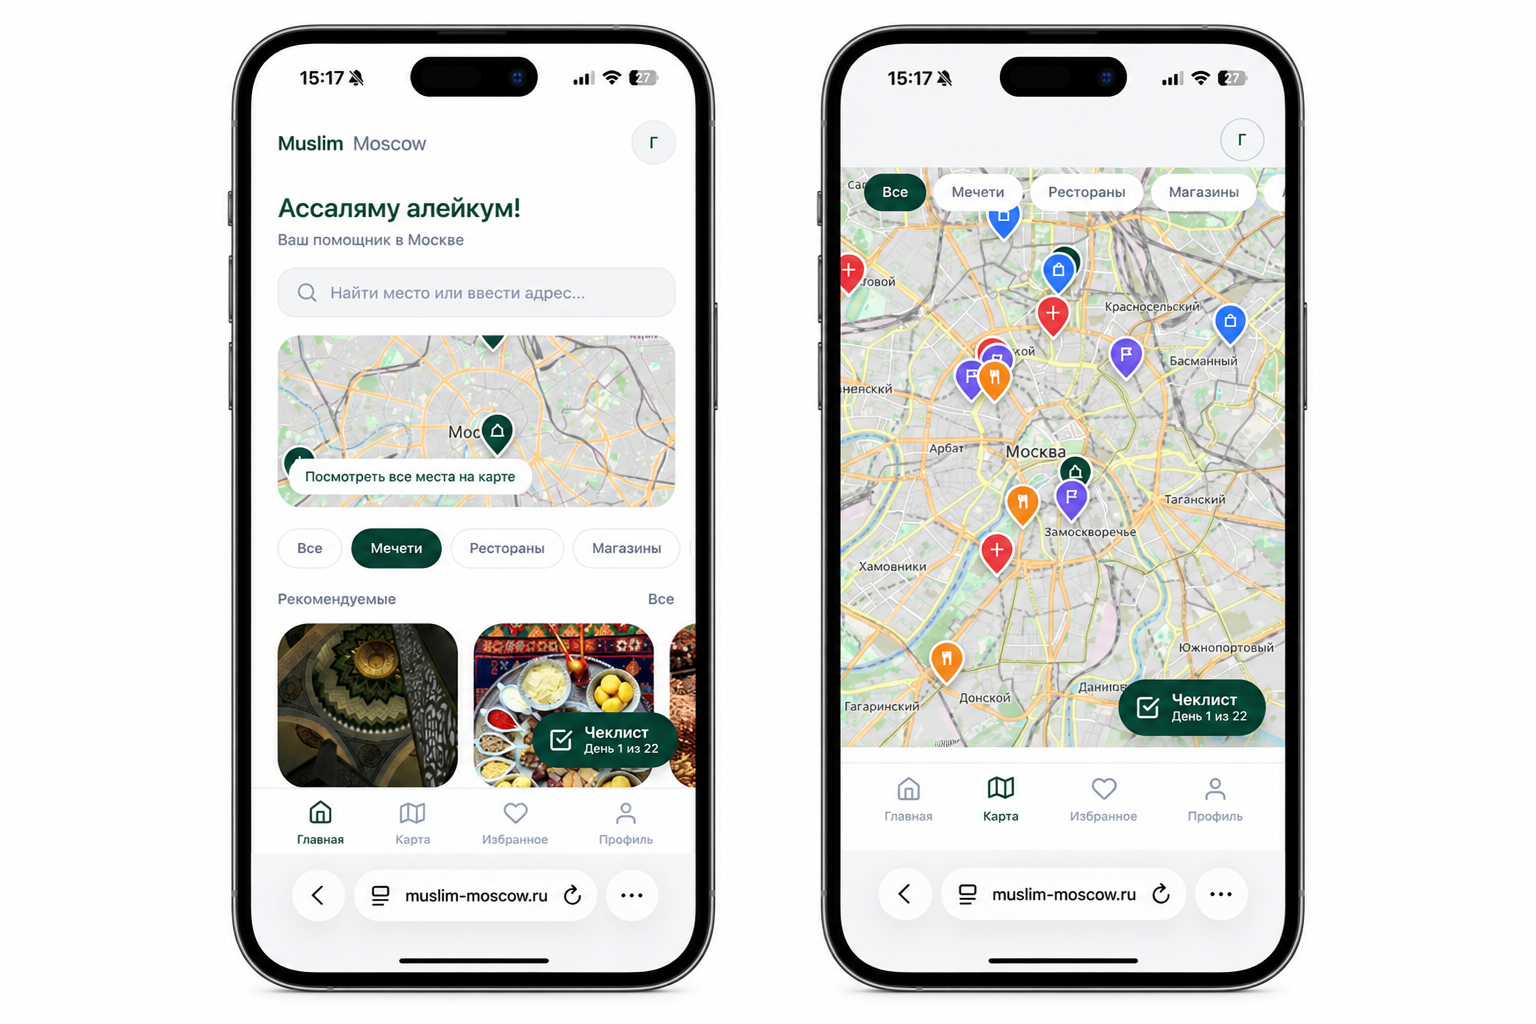 15:17
27
Muslim Moscow
Г
Ассаляму алейкум!
Ваш помощник в Москве
Найти место или ввести адрес...
Мос
Посмотреть все места на карте
Все
Мечети
Рестораны
Магазины
Рекомендуемые
Все
Чеклист
День 1 из 22
Главная
Карта
Избранное
Профиль
muslim-moscow.ru
15:17
27
Г
Все
Мечети
Рестораны
Магазины
Красносельский
Басманный
Арбат
Москва
Таганский
Замоскворечье
Хамовники
Южнопортовый
Донской
Гагаринский
Чеклист
День 1 из 22
Главная
Карта
Избранное
Профиль
muslim-moscow.ru